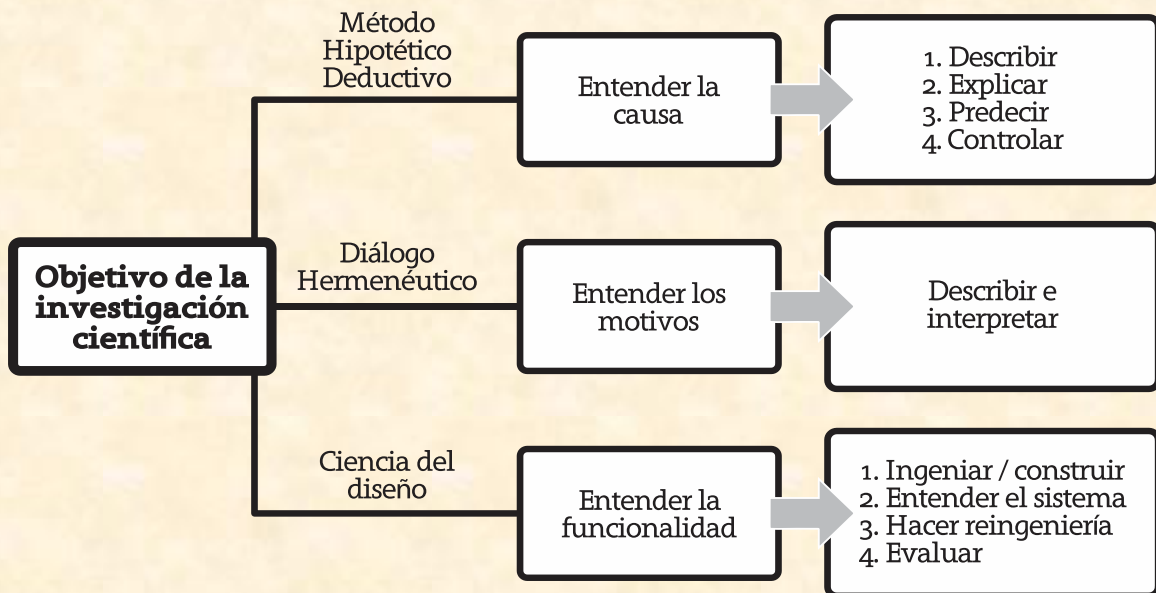 Método
Hipotético
Deductivo
Entender la
causa
1. Describir
2. Explicar
3. Predecir
4. Controlar
Objetivo de la
investigación
científica
Diálogo
Hermenéutico
Entender los
motivos
Describir e
interpretar
Ciencia del
diseño
Entender la
funcionalidad
1. Ingeniar / construir
2. Entender el sistema
3. Hacer reingeniería
4. Evaluar